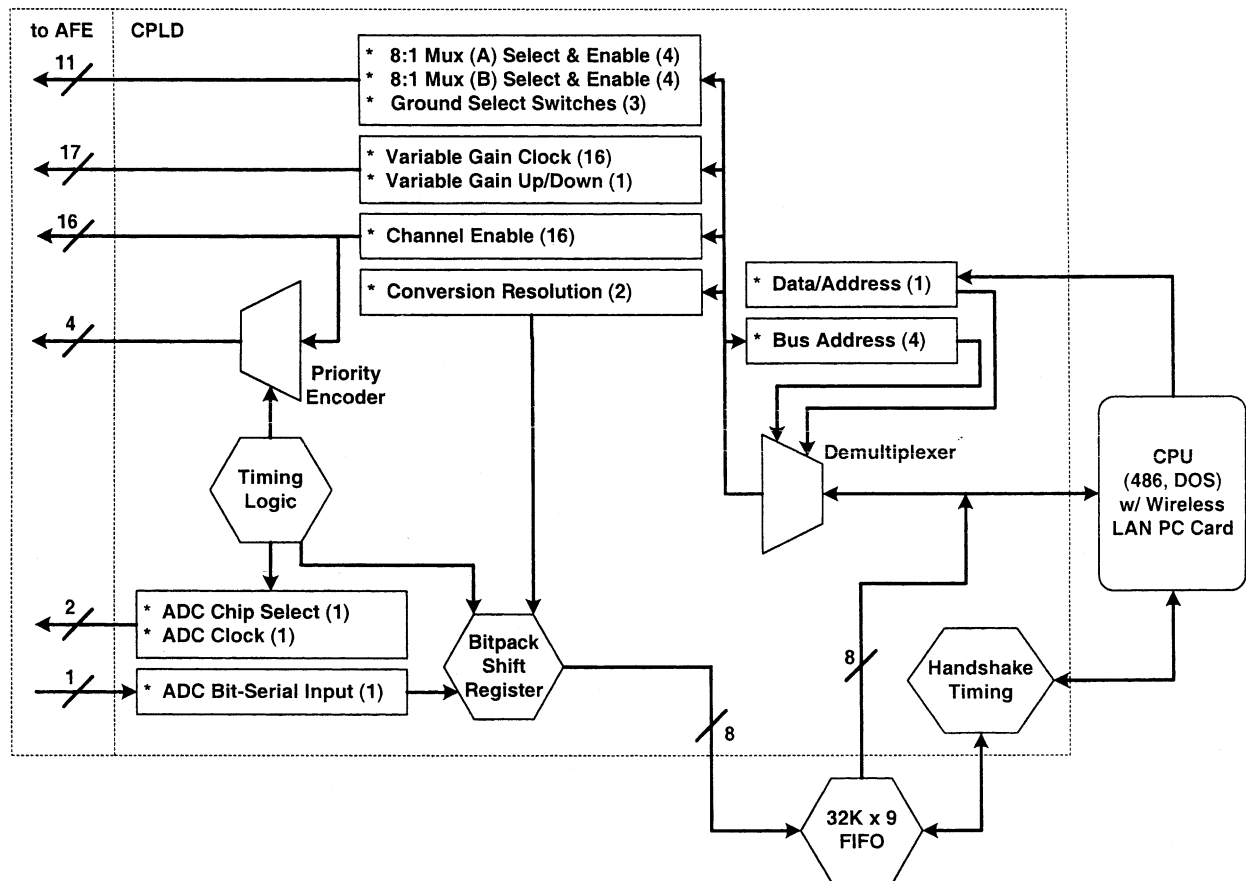 to AFE
CPLD
11
* 8:1 Mux (A) Select & Enable (4)
* 8:1 Mux (B) Select & Enable (4)
* Ground Select Switches (3)
17
* Variable Gain Clock (16)
* Variable Gain Up/Down (1)
16
* Channel Enable (16)
* Conversion Resolution (2)
* Data/Address (1)
4
* Bus Address (4)
Priority
Encoder
Demultiplexer
CPU
(486, DOS)
w/ Wireless
LAN PC Card
Timing
Logic
2
* ADC Chip Select (1)
* ADC Clock (1)
1
* ADC Bit-Serial Input (1)
Bitpack
Shift
Register
8
Handshake
Timing
8
32K x 9
FIFO